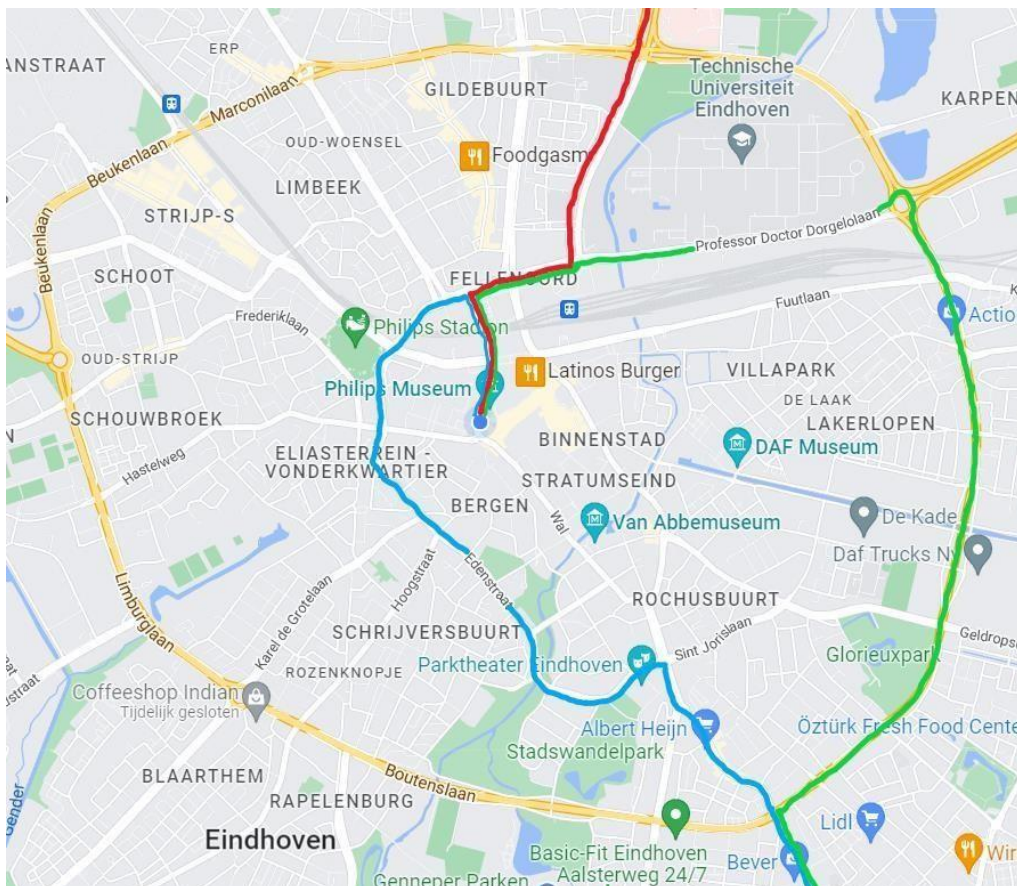 ANSTRAAT
ERP
Marconilaan
GILDEBUURT
Technische
Universiteit
Eindhoven
KARPEN
OUD-WOENSEL
Foodgasm
Beukenlaan
LIMBEEK
STRIJP-S
Professor Doctor Dorgelolaan
Beukenlaan
SCHOOT
FELLENOORD
Fuutlaan
K
Frederiklaan
Philips Stadion
Actio
OUD-STRIJP
Philips Museum
Latinos Burger
VILLAPARK
DE LAAK
SCHOUWBROEK
LAKERLOPEN
N
BINNENSTAD
DAF Museum
ELIASTERREIN -
VONDERKWARTIER
Hastelweg
STRATUMSEIND
BERGEN
Wal
Van Abbemuseum
De Kade
Daf Trucks NV
Edenstraat
Hoogstraat
Limburglaan
ROCHUSBUURT
Karel de Grotelaan
SCHRIJVERSBUURT
Sint Jorislaan
Geldrops
Glorieuxpark
Parktheater Eindhoven
ROZENKNOPJE
dstraat
Coffeeshop Indian
Tijdelijk gesloten
Albert Heijn
Öztürk Fresh Food Cente
Stadswandelpark
BLAARTHEM
Boutenslaan
Gender
RAPELENBURG
Lidl
Eindhoven
Basic-Fit Eindhoven
Aalsterweg 24/7
Bever
Wir
Genneper Parken